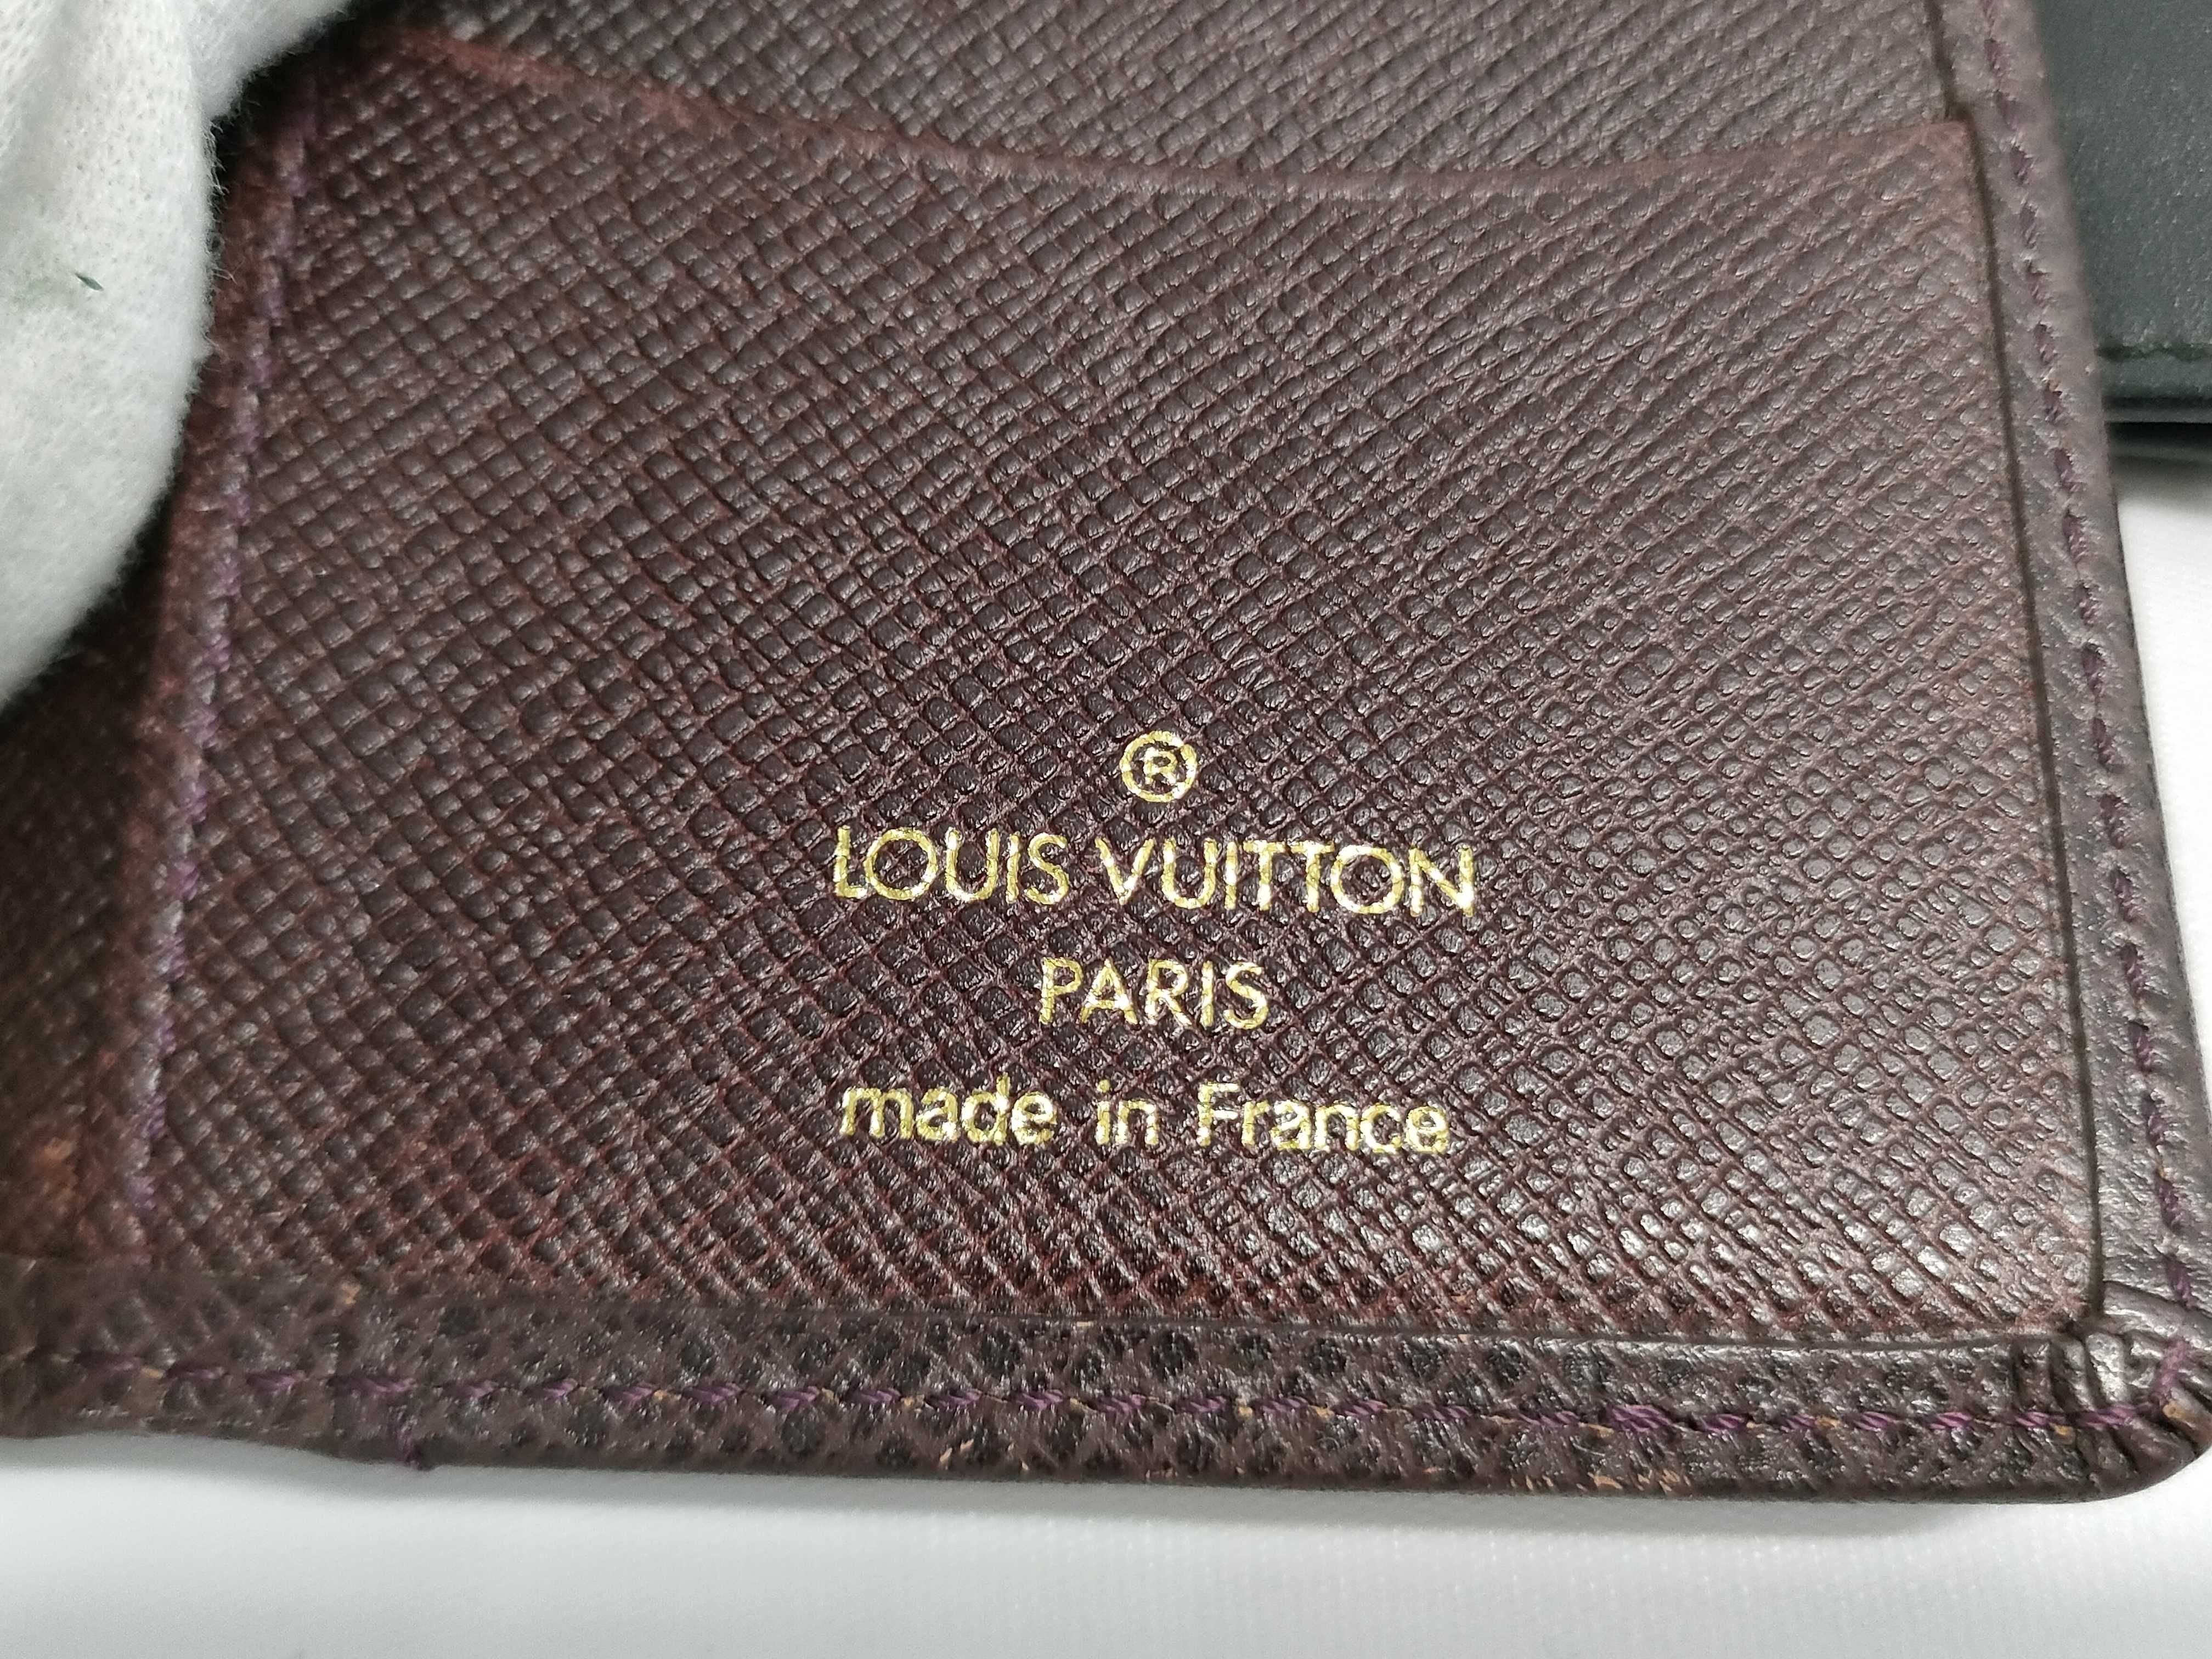 ®
LOUIS VUITTON
PARIS
made in France